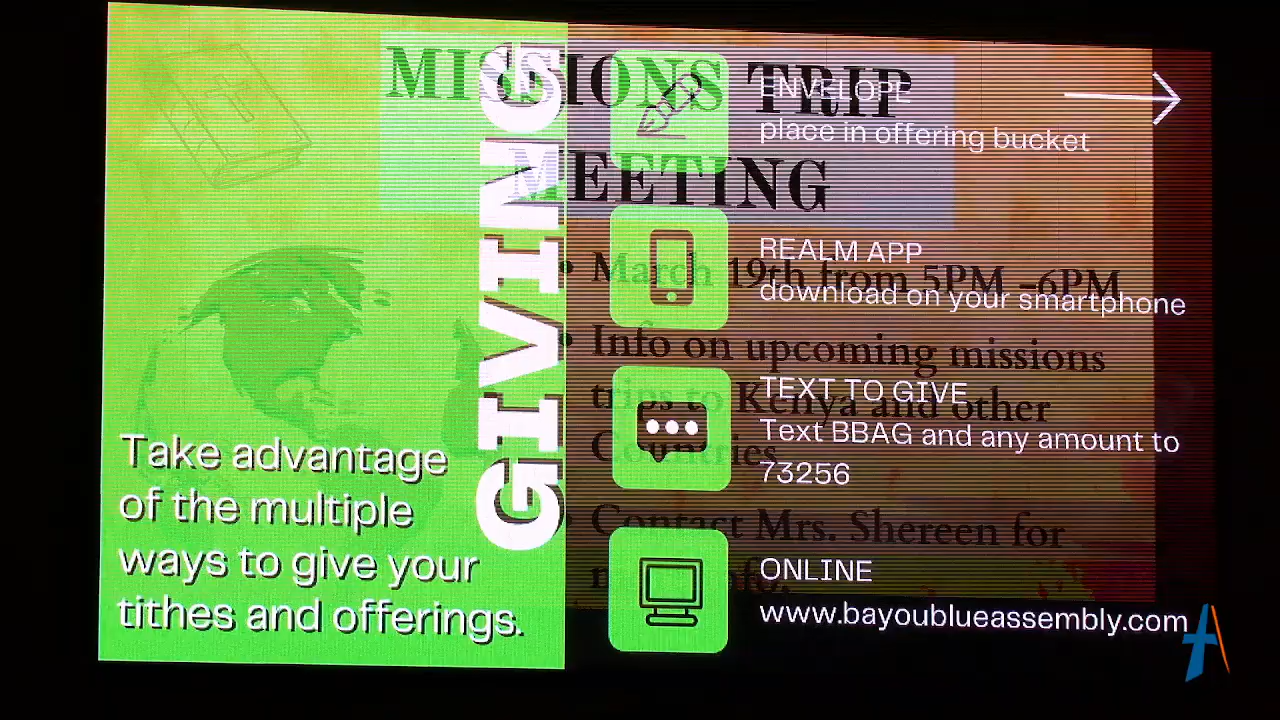 MISSIONS TRIP
MEETING
• March 19th from 5PM –6PM
• Info on upcoming missions
trips to Kenya and other
Countries
• Contact Mrs. Shereen for
GIVING
Take advantage
of the multiple
ways to give your
tithes and offerings.
ENVELOPE
place in offering bucket
REALM APP
download on your smartphone
TEXT TO GIVE
Text BBAG and any amount to
73256
ONLINE
www.bayoublueassembly.com